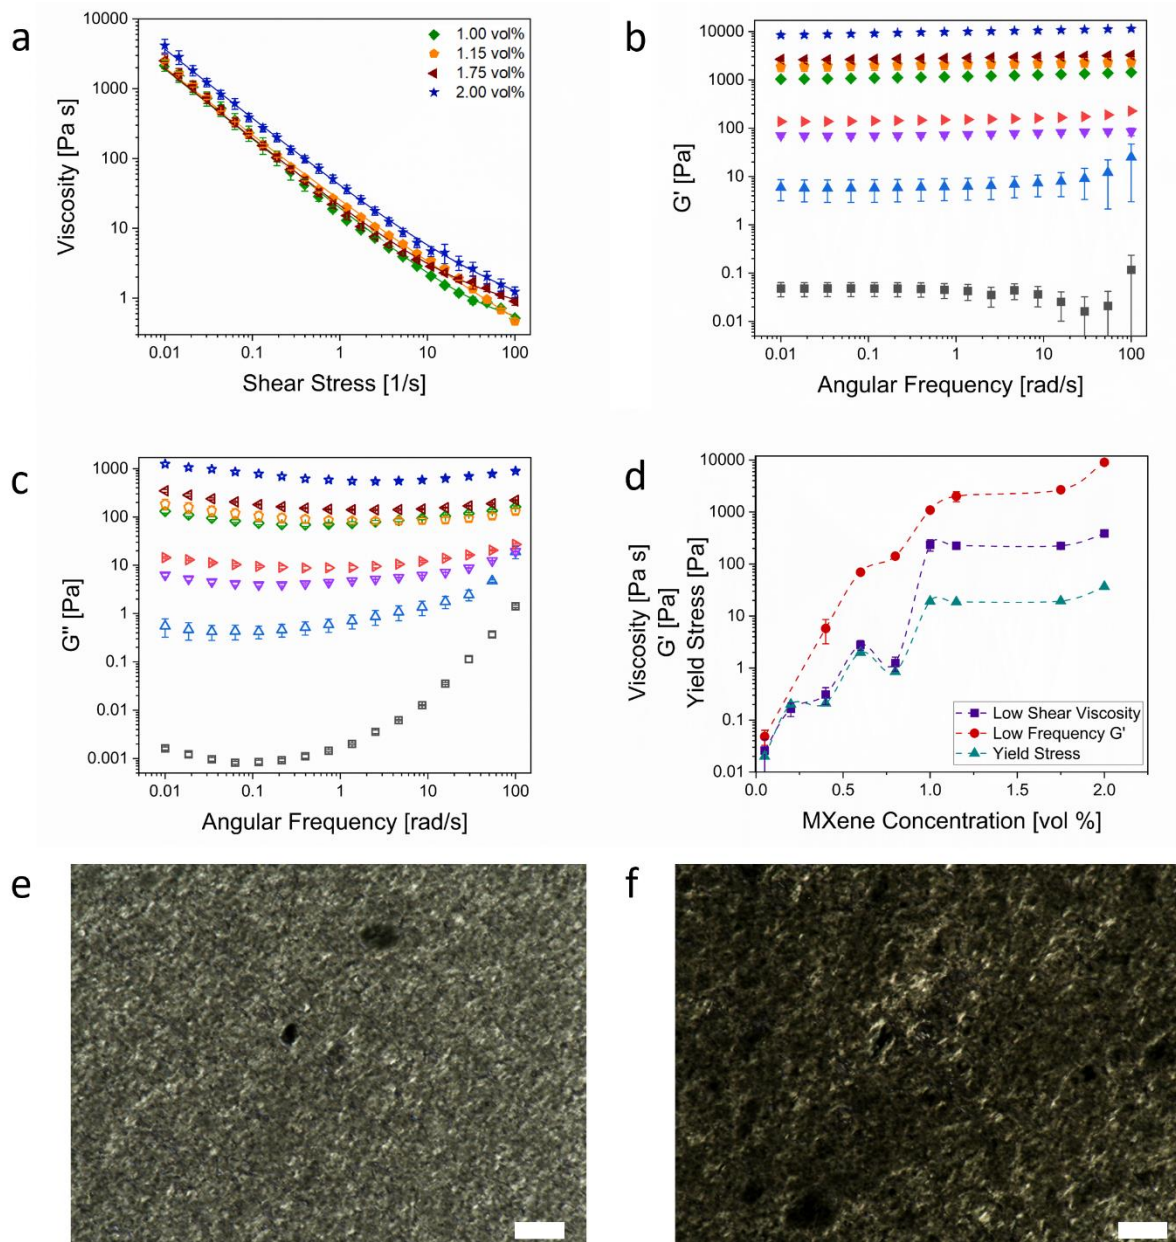 a
10000
1000
100
10
1
Viscosity [Pa s]
0.01 0.1 1 10 100
Shear Stress [1/s]
1.00 vol%
1.15 vol%
1.75 vol%
2.00 vol%
b
10000
1000
100
10
1
0.1
0.01
G' [Pa]
0.01 0.1 1 10 100
Angular Frequency [rad/s]
c
1000
100
10
1
0.1
0.01
0.001
G'' [Pa]
0.01 0.1 1 10 100
Angular Frequency [rad/s]
d
10000
1000
100
10
1
0.1
0.01
Viscosity [Pa s]
G' [Pa]
Yield Stress [Pa]
0.0 0.5 1.0 1.5 2.0
MXene Concentration [vol %]
Low Shear Viscosity
Low Frequency G'
Yield Stress
e
f